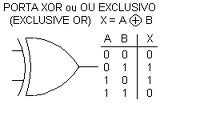 PORTA XOR ou OU EXCLUSIVO
(EXCLUSIVE OR) X = A ⊕ B
A B X
0 0 0
0 1 1
1 0 1
1 1 0